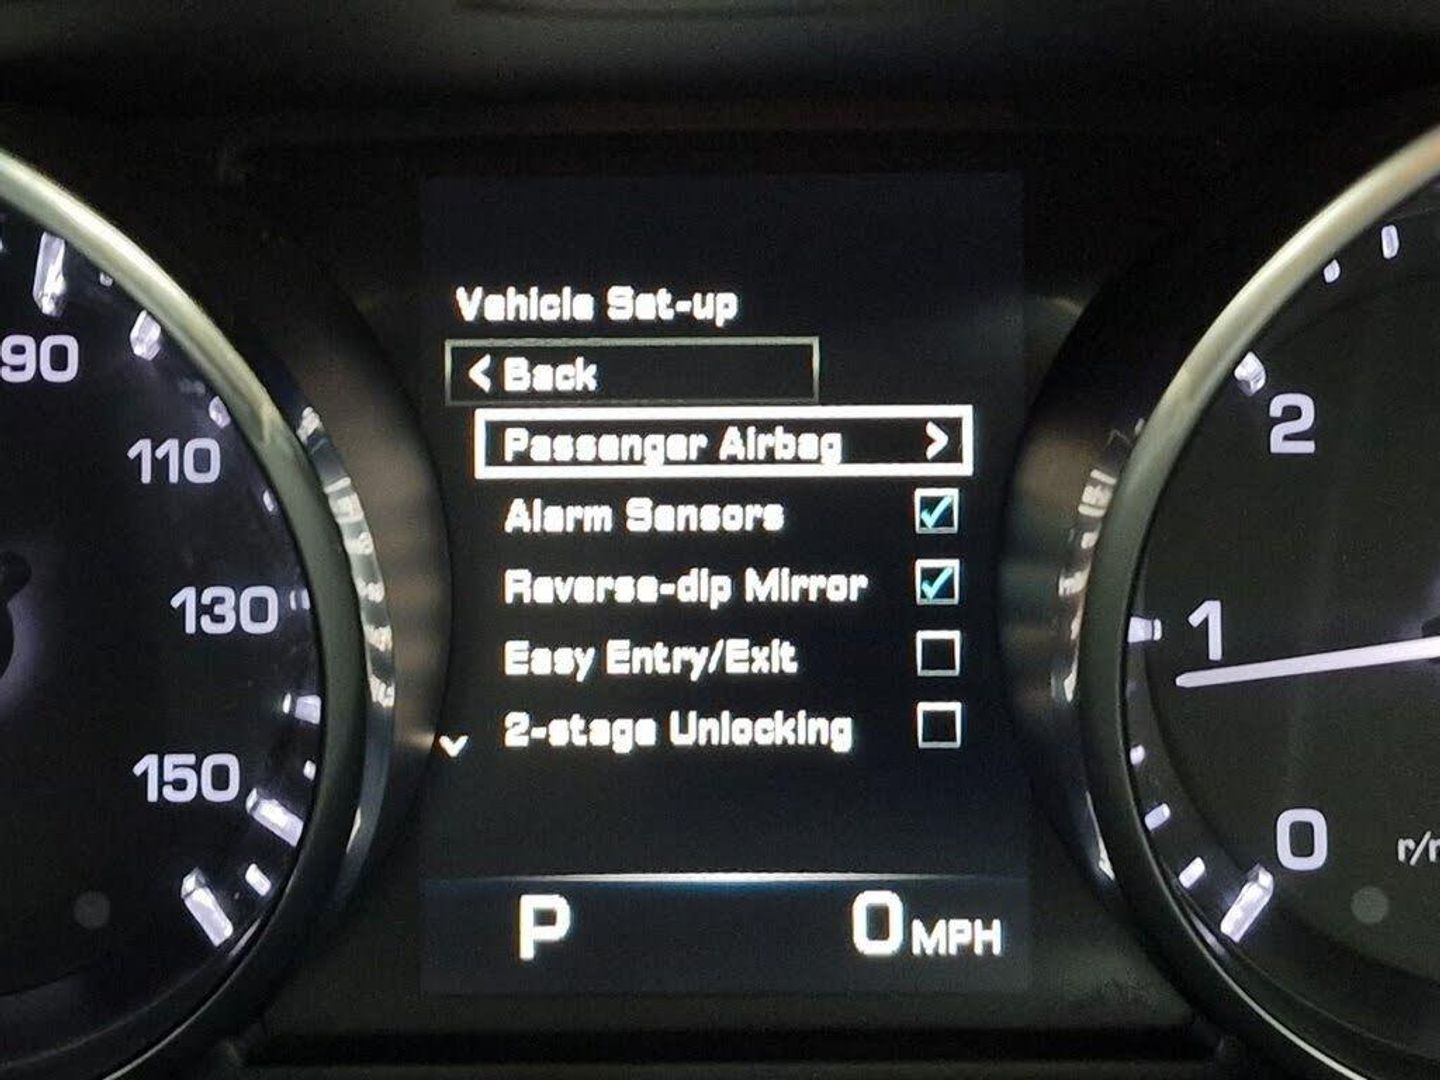 Vehicle Set-up
< Back
Passenger Airbag >
Alarm Sensors
Reverse-dip Mirror
Easy Entry/Exit
2-stage Unlocking
P 0 MPH
90
110
130
150
2
1
0